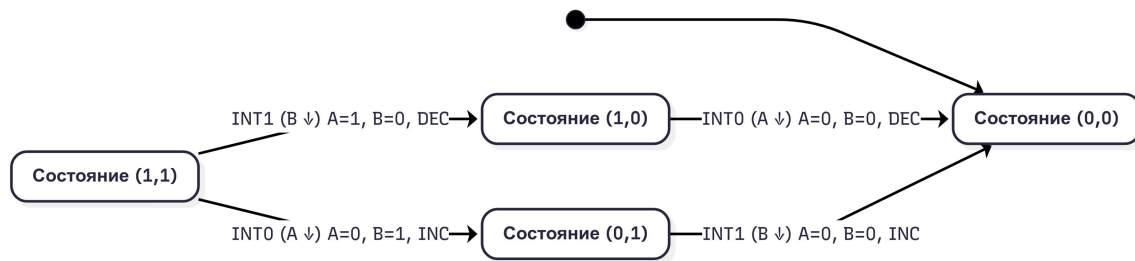 INT1 (B ↓) A=1, B=0, DEC
Состояние (1,0)
INT0 (A ↓) A=0, B=0, DEC
Состояние (0,0)
Состояние (1,1)
INT0 (A ↓) A=0, B=1, INC
Состояние (0,1)
INT1 (B ↓) A=0, B=0, INC